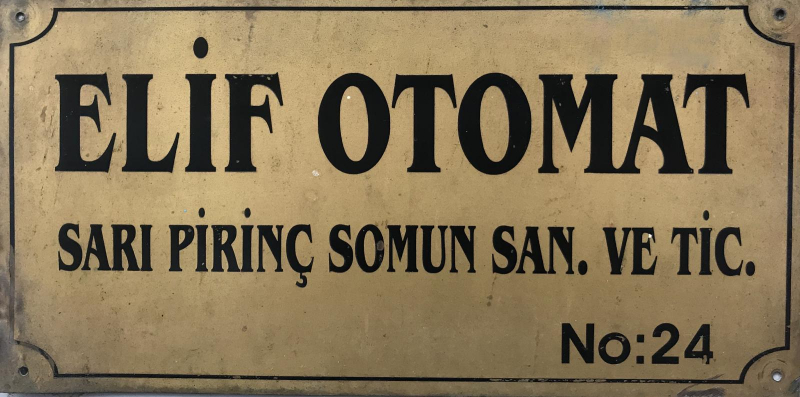 ELİF OTOMAT
SARI PİRİNÇ SOMUN SAN. VE TİC.
No:24